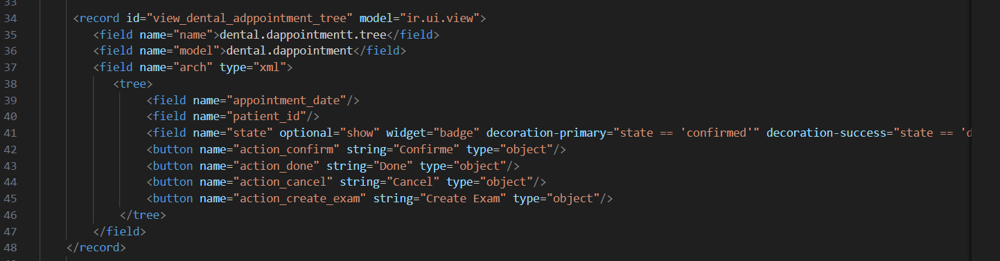 33
34 <record id="view_dental_adppointment_tree" model="ir.ui.view">
35 <field name="name">dental.dappointmentt.tree</field>
36 <field name="model">dental.dappointment</field>
37 <field name="arch" type="xml">
38 <tree>
39 <field name="appointment_date"/>
40 <field name="patient_id"/>
41 <field name="state" optional="show" widget="badge" decoration-primary="state == 'confirmed'" decoration-success="state == 'd
42 <button name="action_confirm" string="Confirme" type="object"/>
43 <button name="action_done" string="Done" type="object"/>
44 <button name="action_cancel" string="Cancel" type="object"/>
45 <button name="action_create_exam" string="Create Exam" type="object"/>
46 </tree>
47 </field>
48 </record>